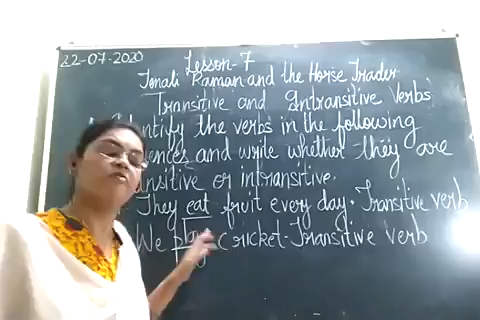 22-07-2020
Lesson-7
Tenali Raman and the Horse Trader
Transitive and Intransitive Verbs
Identify the verbs in the following
and write whether they are
or intransitive.
They eat fruit every day. Transitive verb
We play cricket. Transitive verb